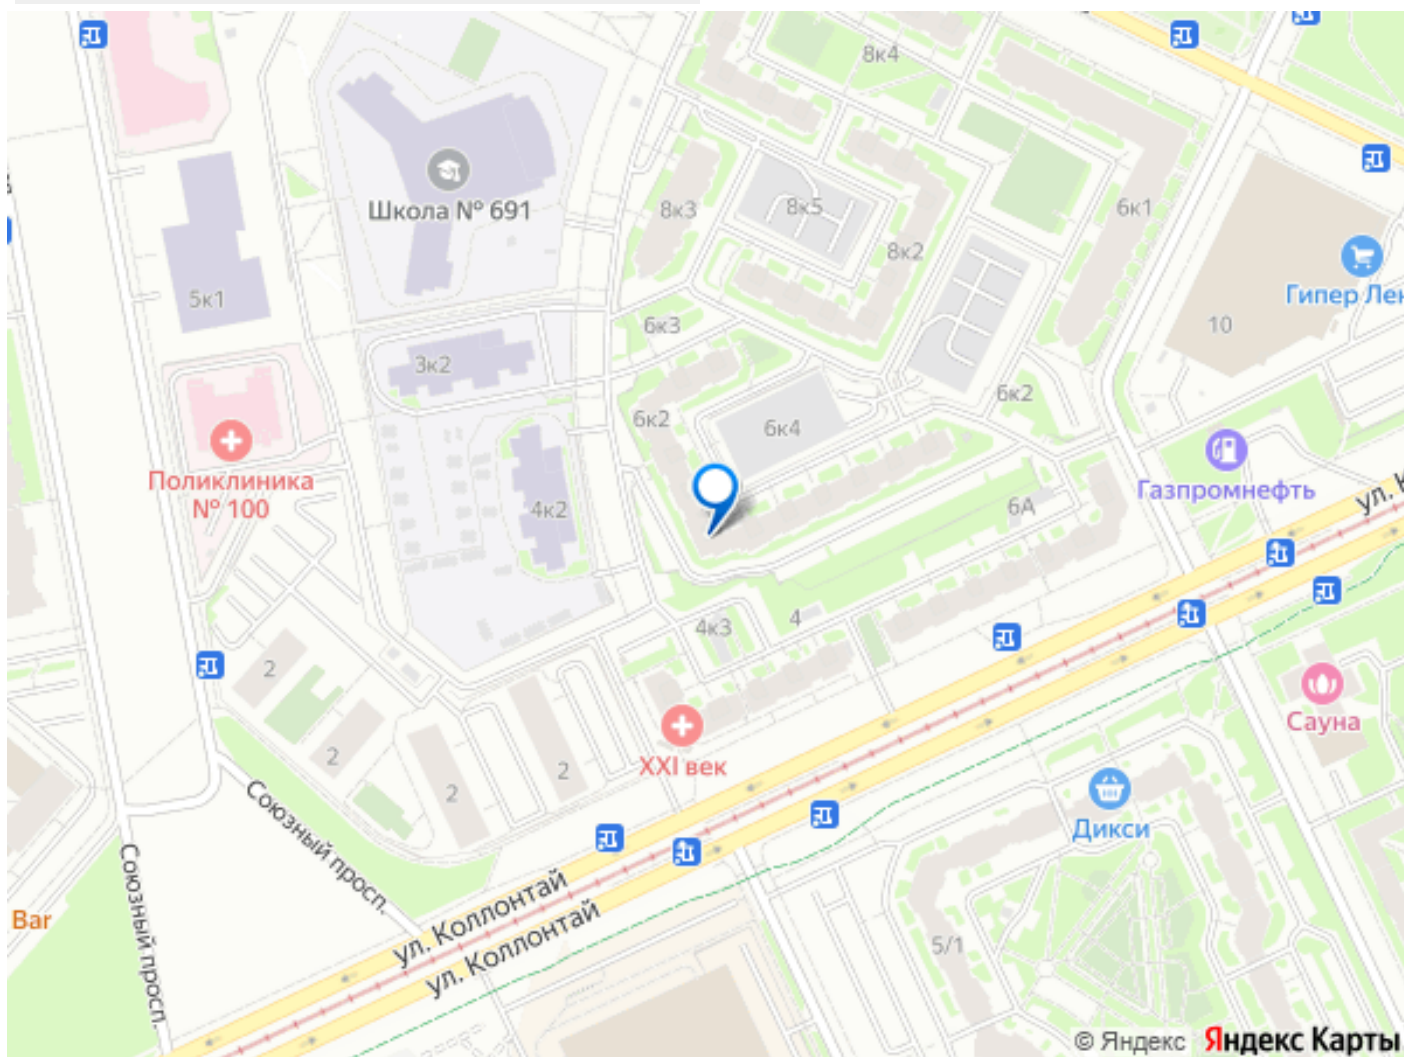 8к4
Школа № 691
8к3
8к5
6к1
8к2
5к1
Гипер Лен
6к3
10
3к2
6к2
6к2
6к4
Поликлиника
№ 100
Газпромнефть
ул. К
4к2
6А
4к3
4
2
Сауна
2
XXI век
2
2
Союзный просп.
Дикси
Союзный просп.
ул. Коллонтай
Bar
ул. Коллонтай
5/1
© Яндекс Яндекс Карты